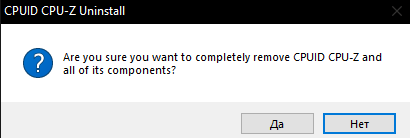 CPUID CPU-Z Uninstall
Are you sure you want to completely remove CPUID CPU-Z and
all of its components?
Да
Нет